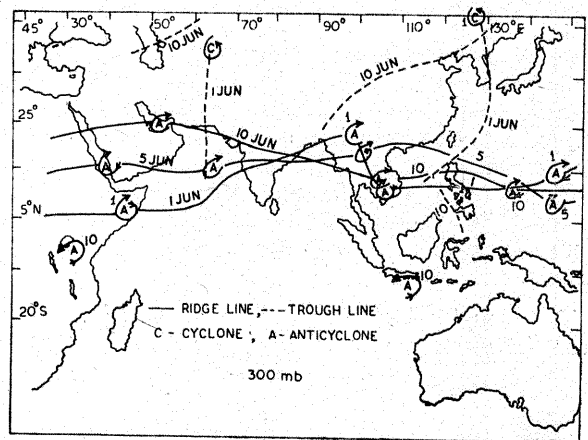 45° 30° 50° 70° 90° 110° 130°E
C
10 JUN
C
1
10 JUN
1 JUN
1 JUN
25°
A
10 JUN
1
A
5
5 JUN
A
A
10
1
A
1 JUN
A
1
10
A
5°N
1
A
A
5
10
10
A
10
A
20°S
— RIDGE LINE, --- TROUGH LINE
C - CYCLONE, A - ANTICYCLONE
300 mb